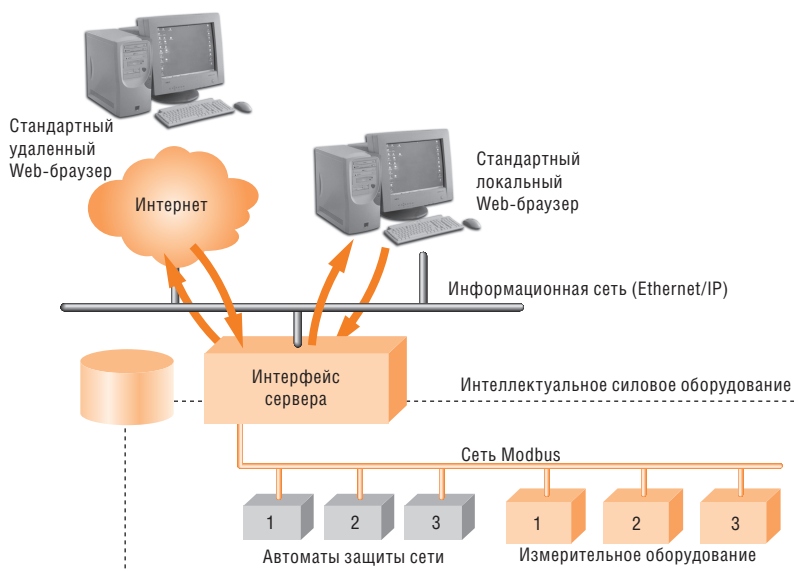 Стандартный
удаленный
Web-браузер
Стандартный
локальный
Web-браузер
Интернет
Информационная сеть (Ethernet/IP)
Интерфейс
сервера
Интеллектуальное силовое оборудование
Сеть Modbus
1
2
3
1
2
3
Автоматы защиты сети
Измерительное оборудование